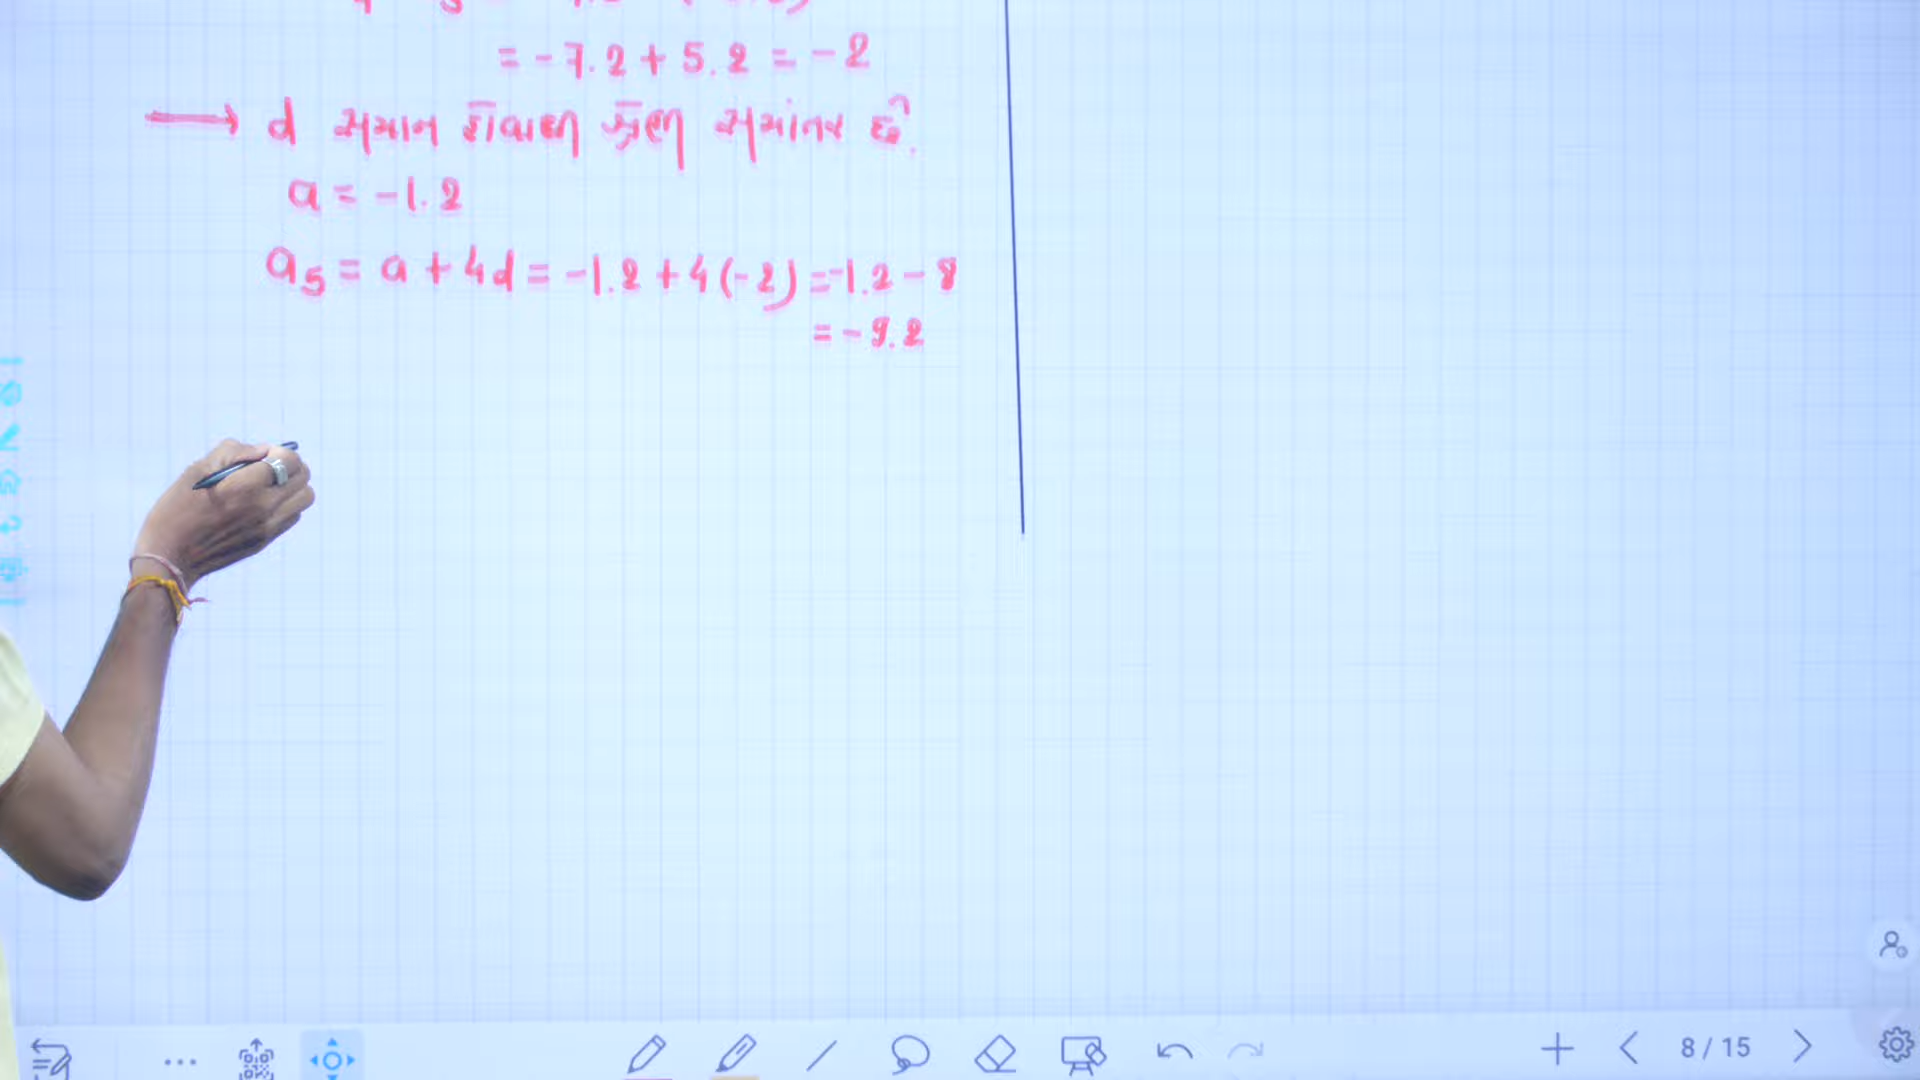 = -7.2 + 5.2 = -2
→ d સમાન હોવાથી સમાંતર છે.
a = -1.2
a₅ = a + 4d = -1.2 + 4(-2) = -1.2 - 8
= -9.2
8 / 15